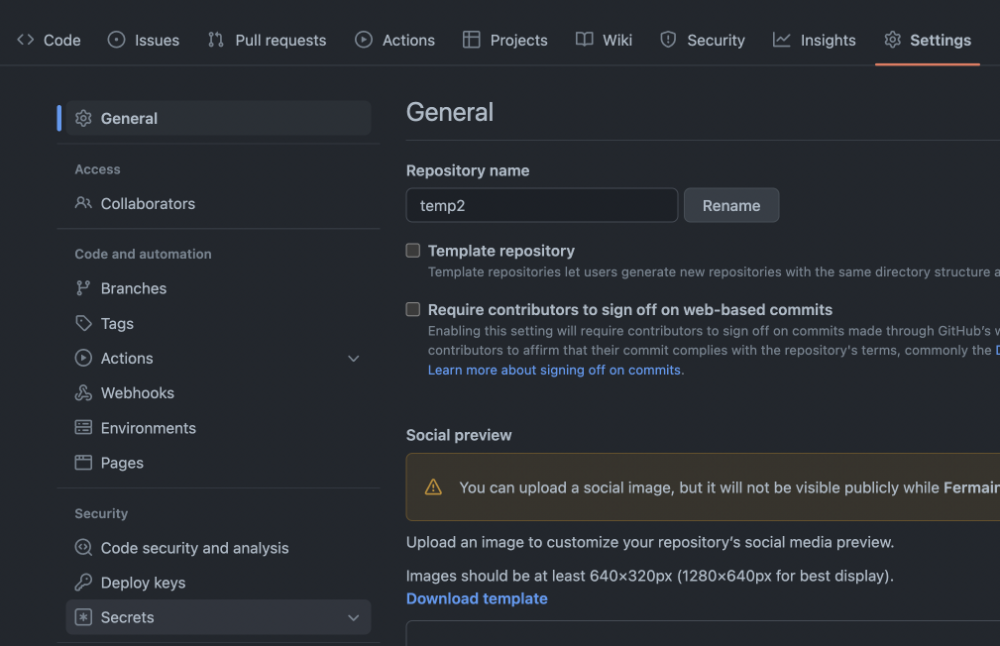 Code Issues Pull requests Actions Projects Wiki Security Insights Settings
General
Access
Collaborators
Code and automation
Branches
Tags
Actions
Webhooks
Environments
Pages
Security
Code security and analysis
Deploy keys
Secrets
General
Repository name
temp2 Rename
Template repository
Template repositories let users generate new repositories with the same directory structure a
Require contributors to sign off on web-based commits
Enabling this setting will require contributors to sign off on commits made through GitHub's w
contributors to affirm that their commit complies with the repository's terms, commonly the D
Learn more about signing off on commits.
Social preview
You can upload a social image, but it will not be visible publicly while Fermain
Upload an image to customize your repository's social media preview.
Images should be at least 640×320px (1280×640px for best display).
Download template